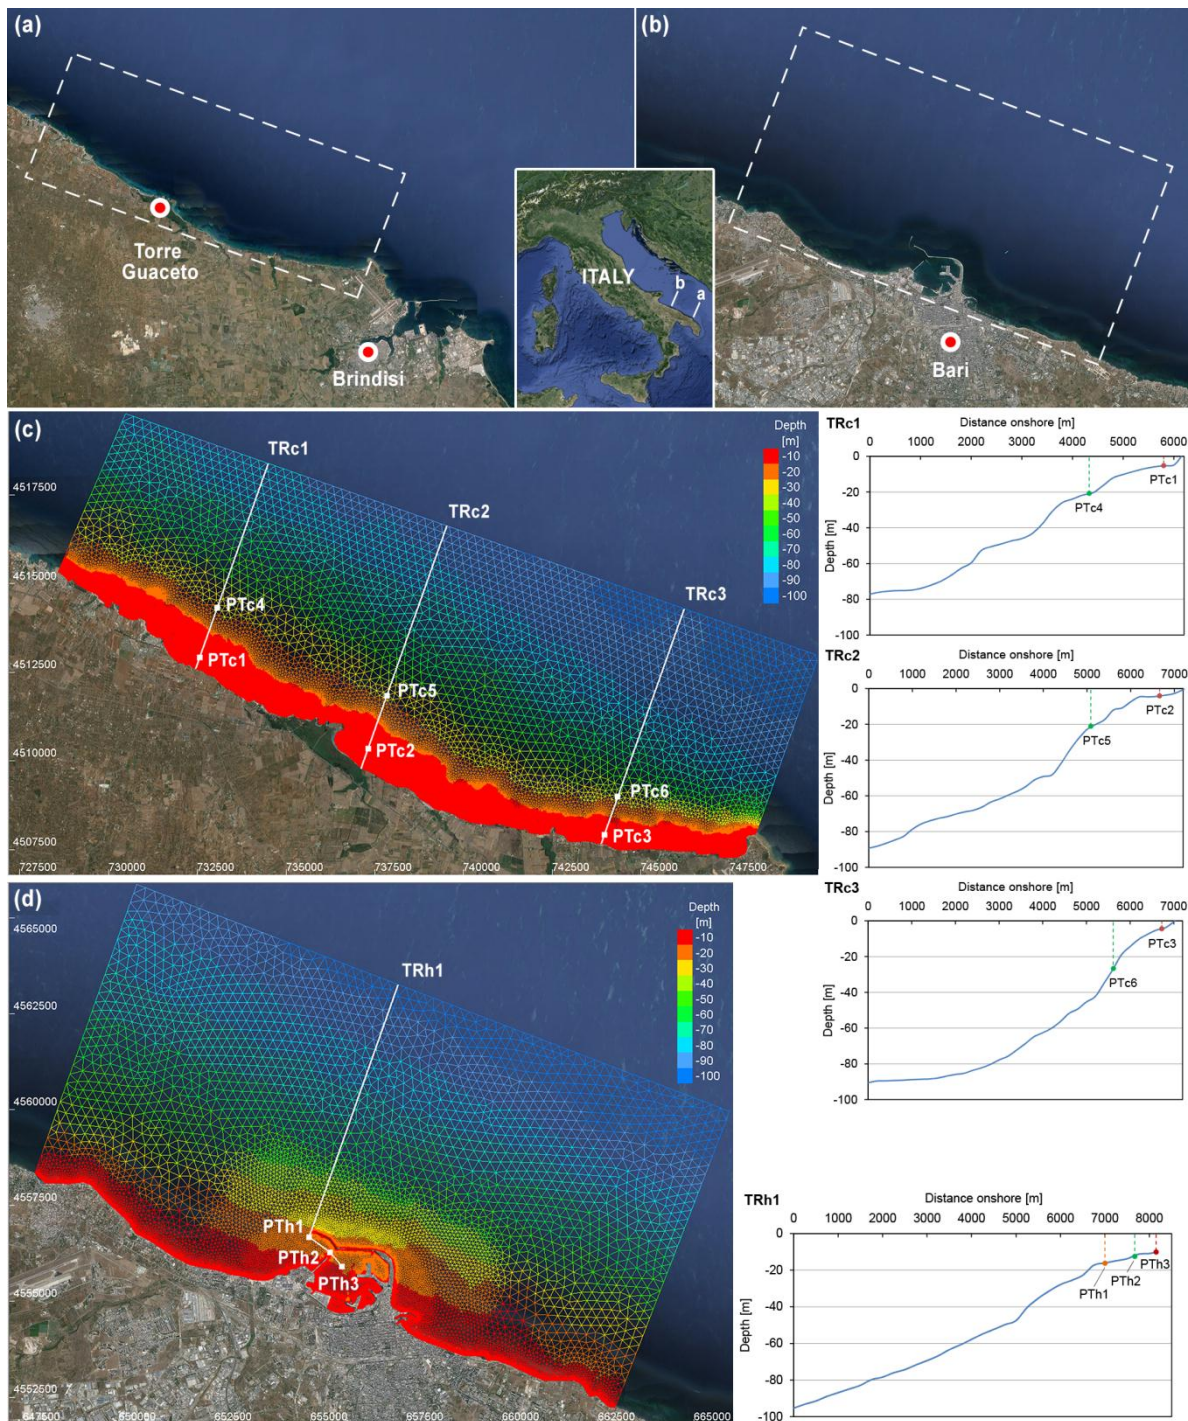 (a)
(b)
Torre
Guaceto
Brindisi
ITALY
b
a
Bari
(c)
TRc1
TRc2
TRc3
PTc4
PTc1
PTc5
PTc2
PTc6
PTc3
Depth
[m]
-10
-20
-30
-40
-50
-60
-70
-80
-90
-100
4517500
4515000
4512500
4510000
4507500
727500 730000 732500 735000 737500 740000 742500 745000 747500
TRc1
Distance onshore [m]
0 1000 2000 3000 4000 5000 6000
0
-20
-40
-60
-80
-100
Depth [m]
PTc4
PTc1
TRc2
Distance onshore [m]
0 1000 2000 3000 4000 5000 6000 7000
0
-20
-40
-60
-80
-100
Depth [m]
PTc5
PTc2
TRc3
Distance onshore [m]
0 1000 2000 3000 4000 5000 6000 7000
0
-20
-40
-60
-80
-100
Depth [m]
PTc6
PTc3
(d)
TRh1
PTh1
PTh2
PTh3
Depth
[m]
-10
-20
-30
-40
-50
-60
-70
-80
-90
-100
4565000
4562500
4560000
4557500
4555000
4552500
647500 650000 652500 655000 657500 660000 662500 665000
TRh1
Distance onshore [m]
0 1000 2000 3000 4000 5000 6000 7000 8000
0
-20
-40
-60
-80
-100
Depth [m]
PTh1
PTh2
PTh3